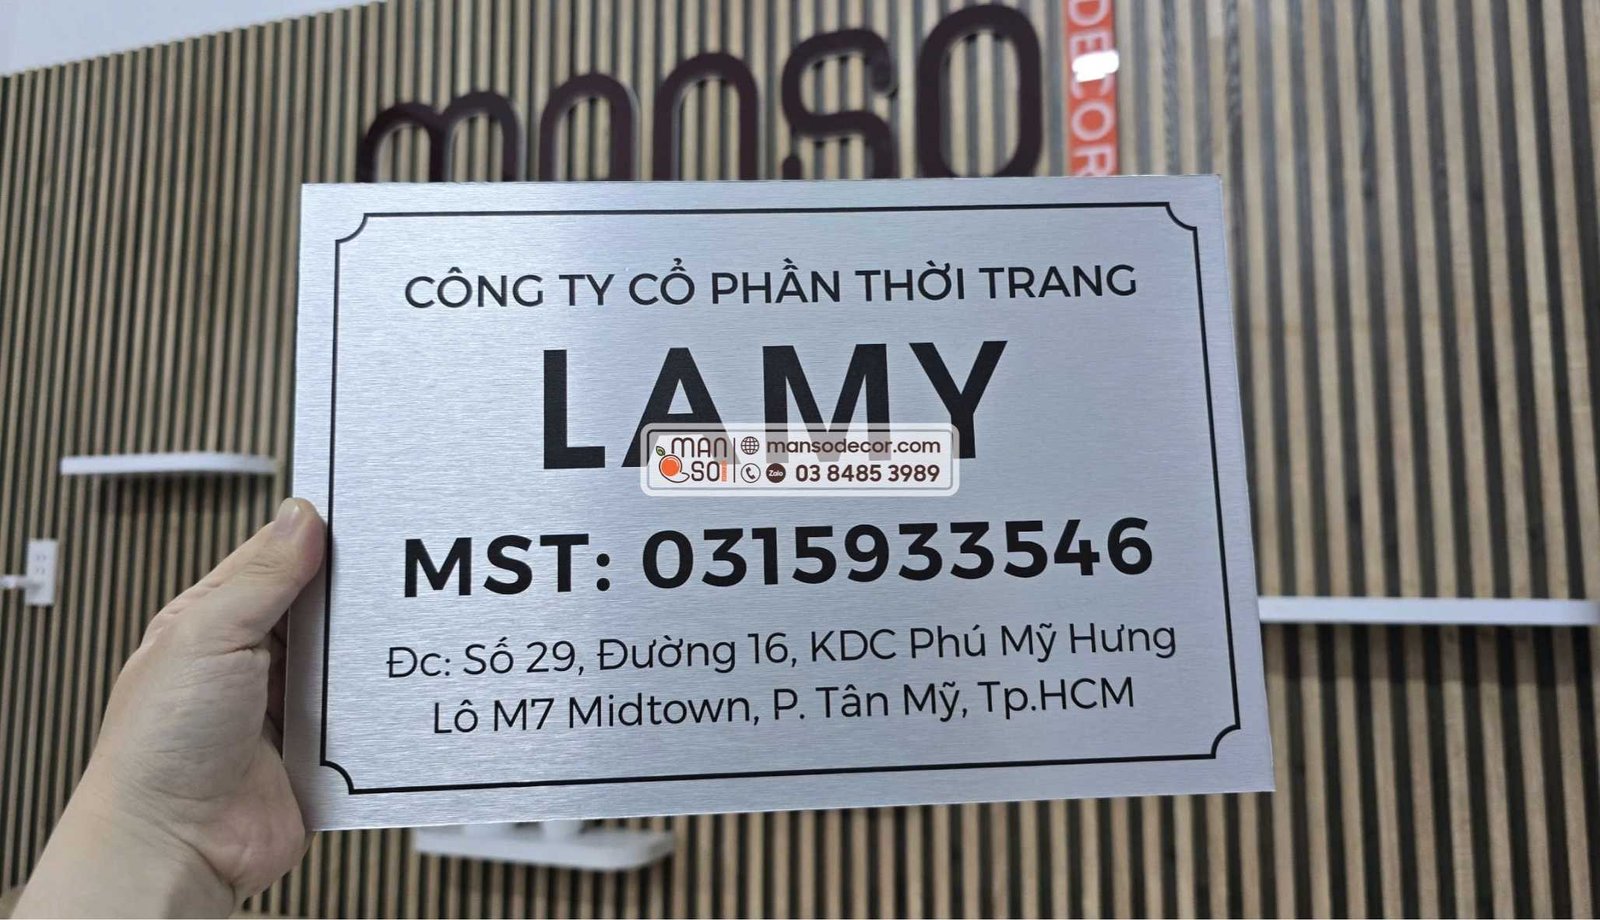 manso
DECOR
CÔNG TY CỔ PHẦN THỜI TRANG
LAMY
MAN
SO
mansodecor.com
Zalo 03 8485 3989
MST: 0315933546
Đc: Số 29, Đường 16, KDC Phú Mỹ Hưng
Lô M7 Midtown, P. Tân Mỹ, Tp.HCM